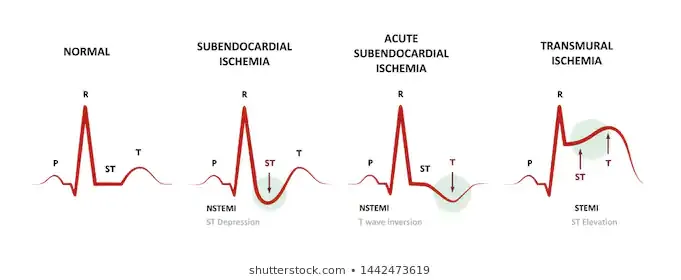 NORMAL
P
R
ST
T
SUBENDOCARDIAL
ISCHEMIA
R
P
ST
T
NSTEMI
ST Depression
ACUTE
SUBENDOCARDIAL
ISCHEMIA
R
P
ST
T
NSTEMI
T wave Inversion
TRANSMURAL
ISCHEMIA
R
P
ST
T
STEMI
ST Elevation
shutterstock.com • 1442473619